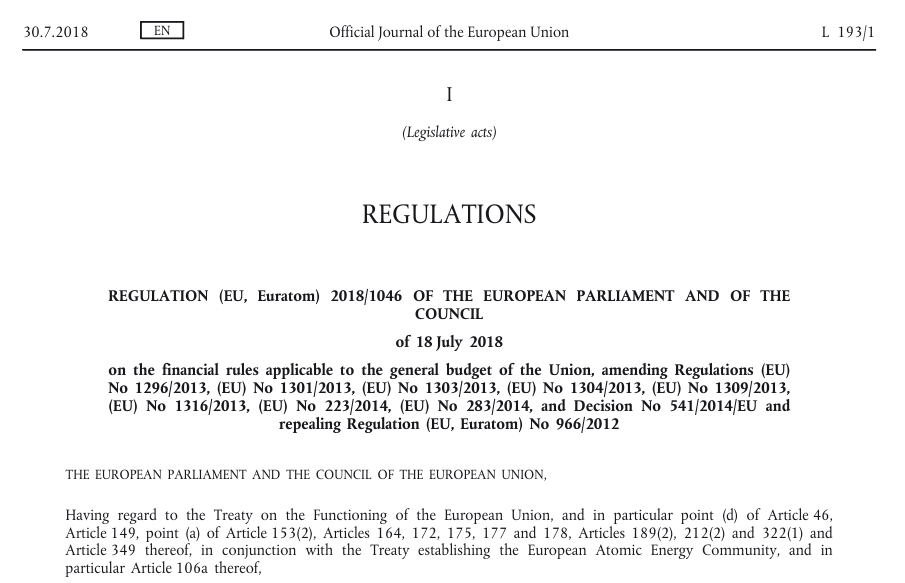 30.7.2018 EN Official Journal of the European Union L 193/1
I
(Legislative acts)
REGULATIONS
REGULATION (EU, Euratom) 2018/1046 OF THE EUROPEAN PARLIAMENT AND OF THE
COUNCIL
of 18 July 2018
on the financial rules applicable to the general budget of the Union, amending Regulations (EU)
No 1296/2013, (EU) No 1301/2013, (EU) No 1303/2013, (EU) No 1304/2013, (EU) No 1309/2013,
(EU) No 1316/2013, (EU) No 223/2014, (EU) No 283/2014, and Decision No 541/2014/EU and
repealing Regulation (EU, Euratom) No 966/2012
THE EUROPEAN PARLIAMENT AND THE COUNCIL OF THE EUROPEAN UNION,
Having regard to the Treaty on the Functioning of the European Union, and in particular point (d) of Article 46,
Article 149, point (a) of Article 153(2), Articles 164, 172, 175, 177 and 178, Articles 189(2), 212(2) and 322(1) and
Article 349 thereof, in conjunction with the Treaty establishing the European Atomic Energy Community, and in
particular Article 106a thereof,